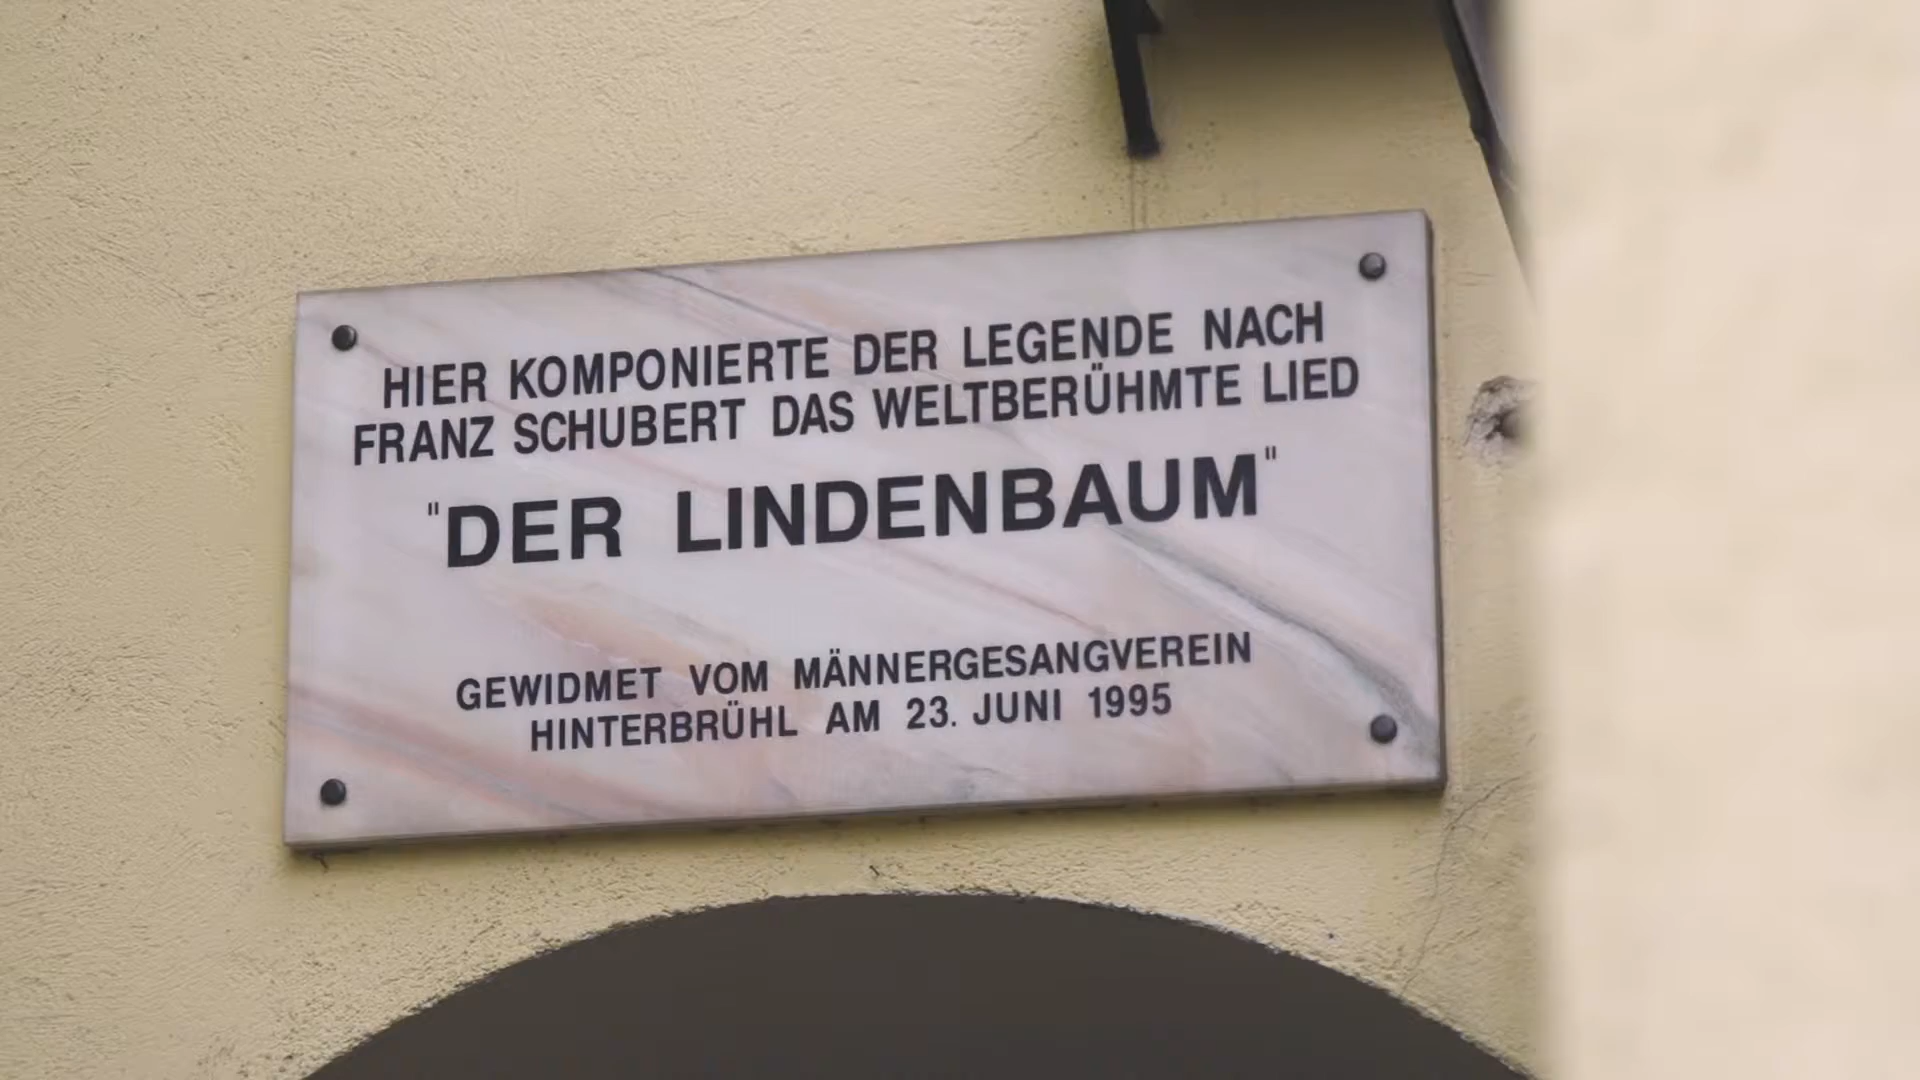 HIER KOMPONIERTE DER LEGENDE NACH
FRANZ SCHUBERT DAS WELTBERÜHMTE LIED
"DER LINDENBAUM"
GEWIDMET VOM MÄNNERGESANGVEREIN
HINTERBRÜHL AM 23. JUNI 1995